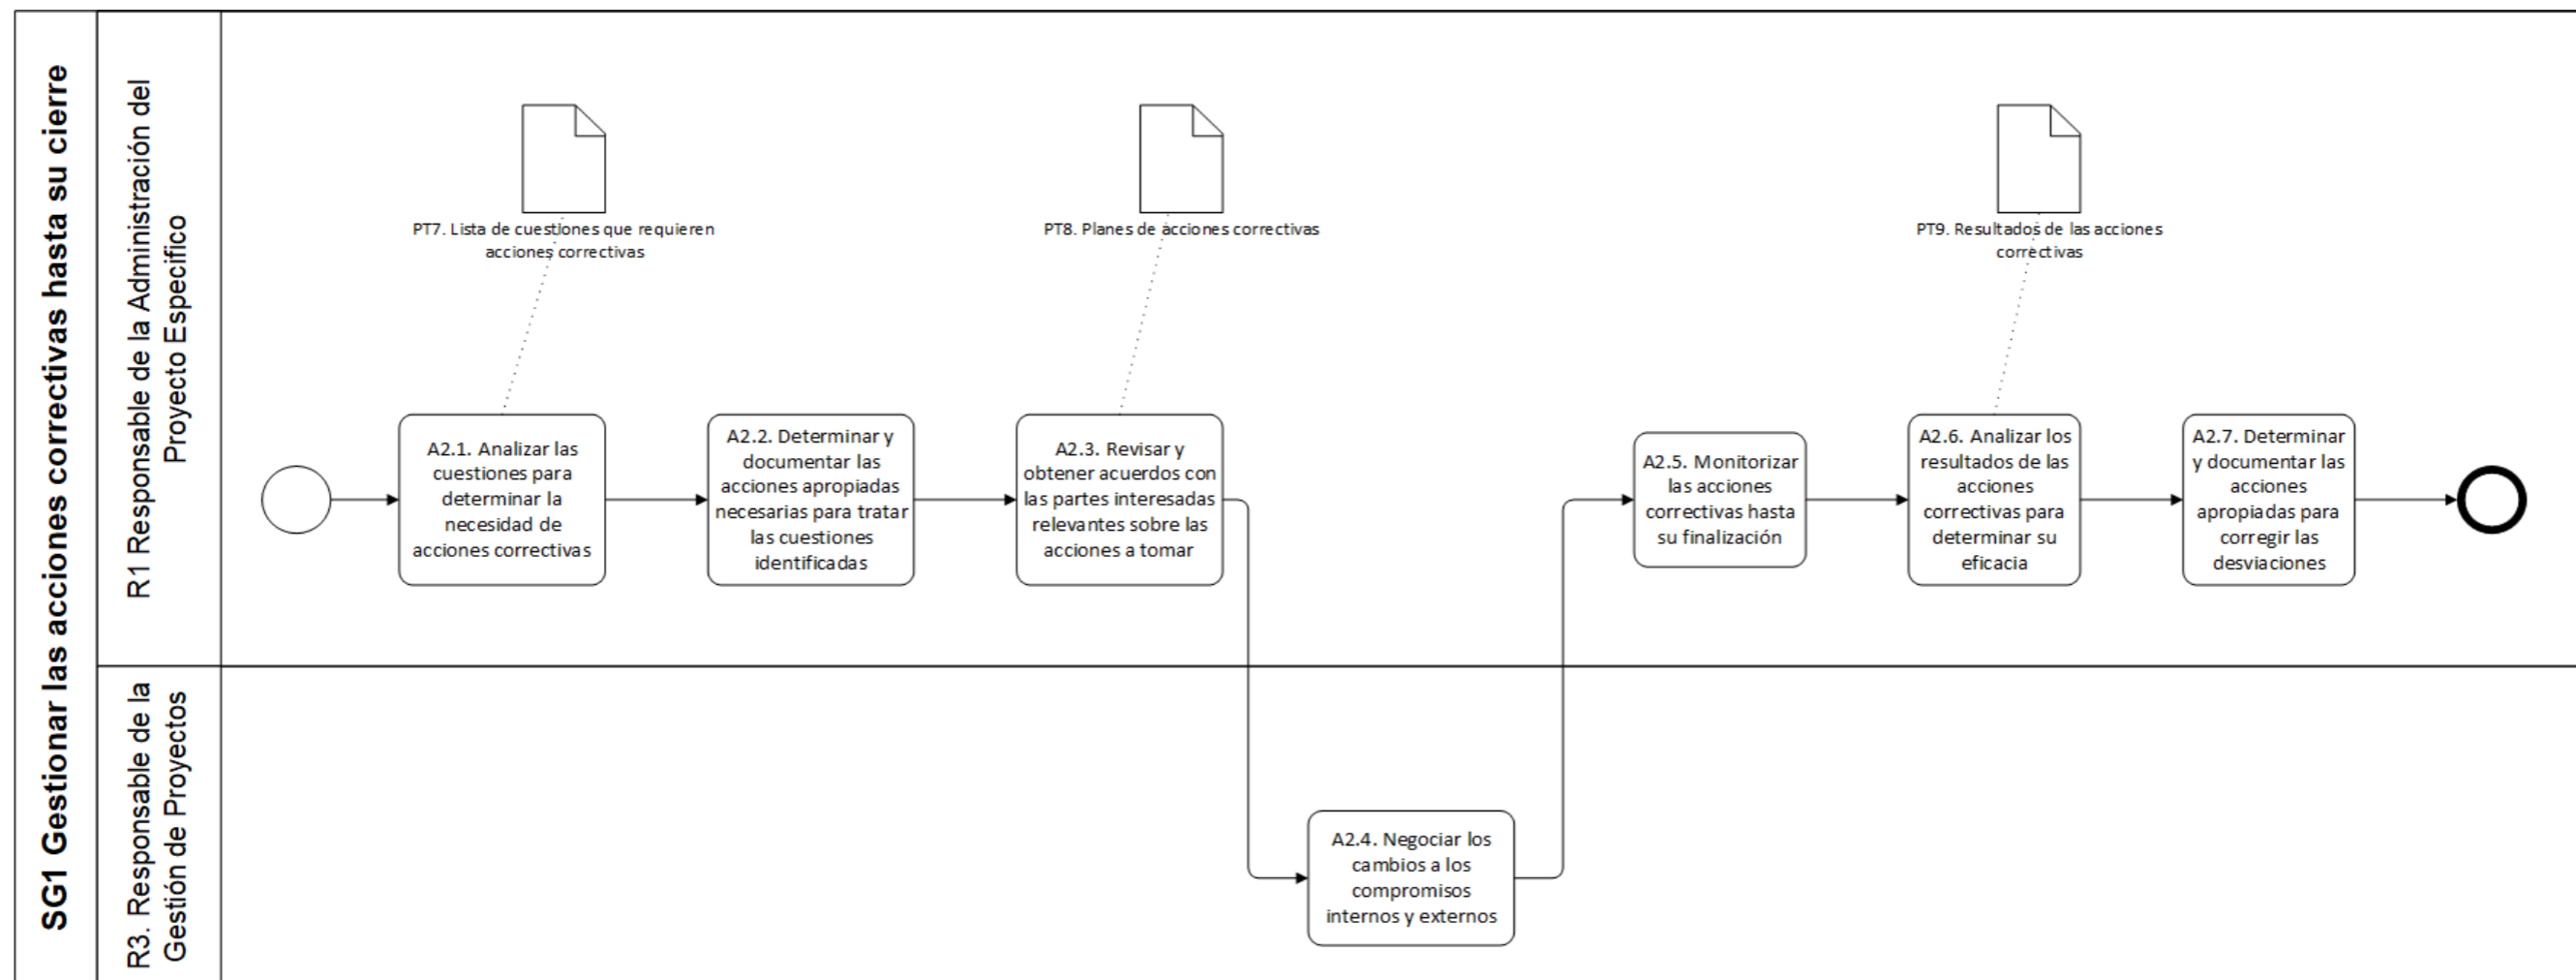 SG1 Gestionar las acciones correctivas hasta su cierre
R1 Responsable de la Administración del
Proyecto Especifico
PT7. Lista de cuestiones que requieren
acciones correctivas
PT8. Planes de acciones correctivas
PT9. Resultados de las acciones
correctivas
A2.1. Analizar las
cuestiones para
determinar la
necesidad de
acciones correctivas
A2.2. Determinar y
documentar las
acciones apropiadas
necesarias para tratar
las cuestiones
identificadas
A2.3. Revisar y
obtener acuerdos con
las partes interesadas
relevantes sobre las
acciones a tomar
A2.5. Monitorizar
las acciones
correctivas hasta
su finalización
A2.6. Analizar los
resultados de las
acciones
correctivas para
determinar su
eficacia
A2.7. Determinar
y documentar las
acciones
apropiadas para
corregir las
desviaciones
R3. Responsable de la
Gestión de Proyectos
A2.4. Negociar los
cambios a los
compromisos
internos y externos